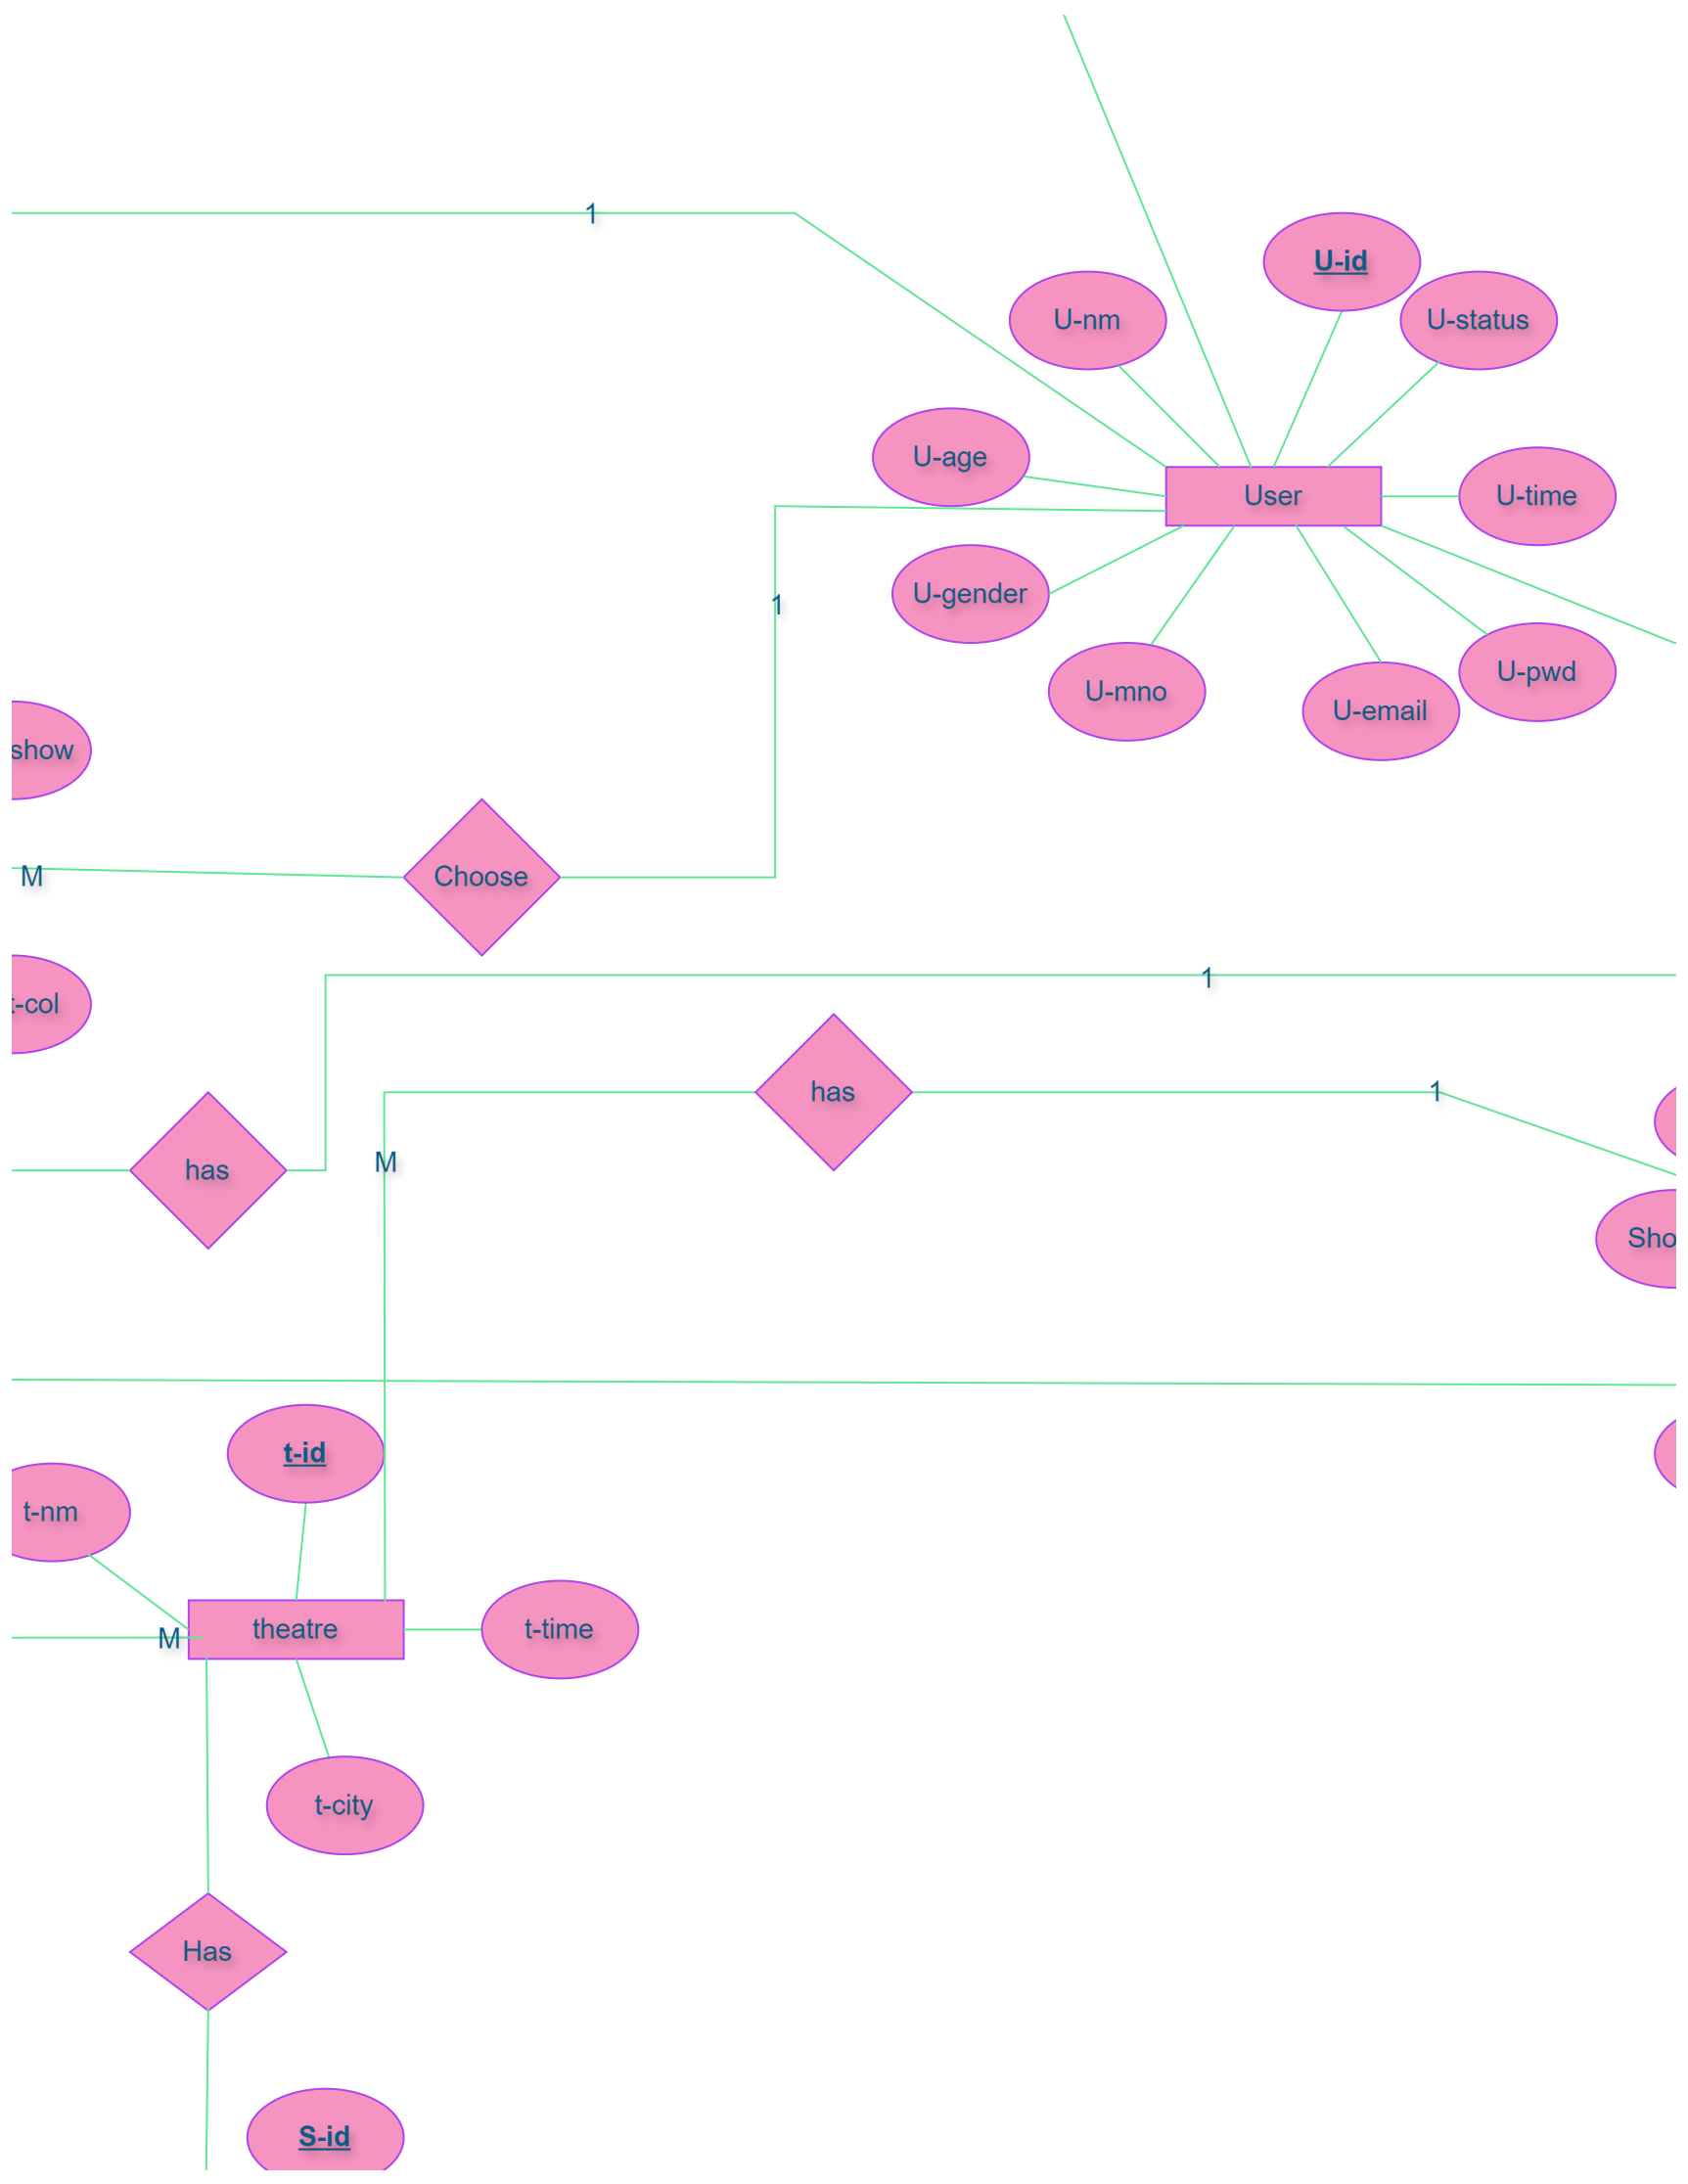 1
U-id
U-nm
U-status
U-age
User
U-time
U-gender
1
U-pwd
U-mno
U-email
show
Choose
M
1
t-col
has
1
M
has
Sho
t-id
t-nm
theatre
t-time
M
t-city
Has
S-id